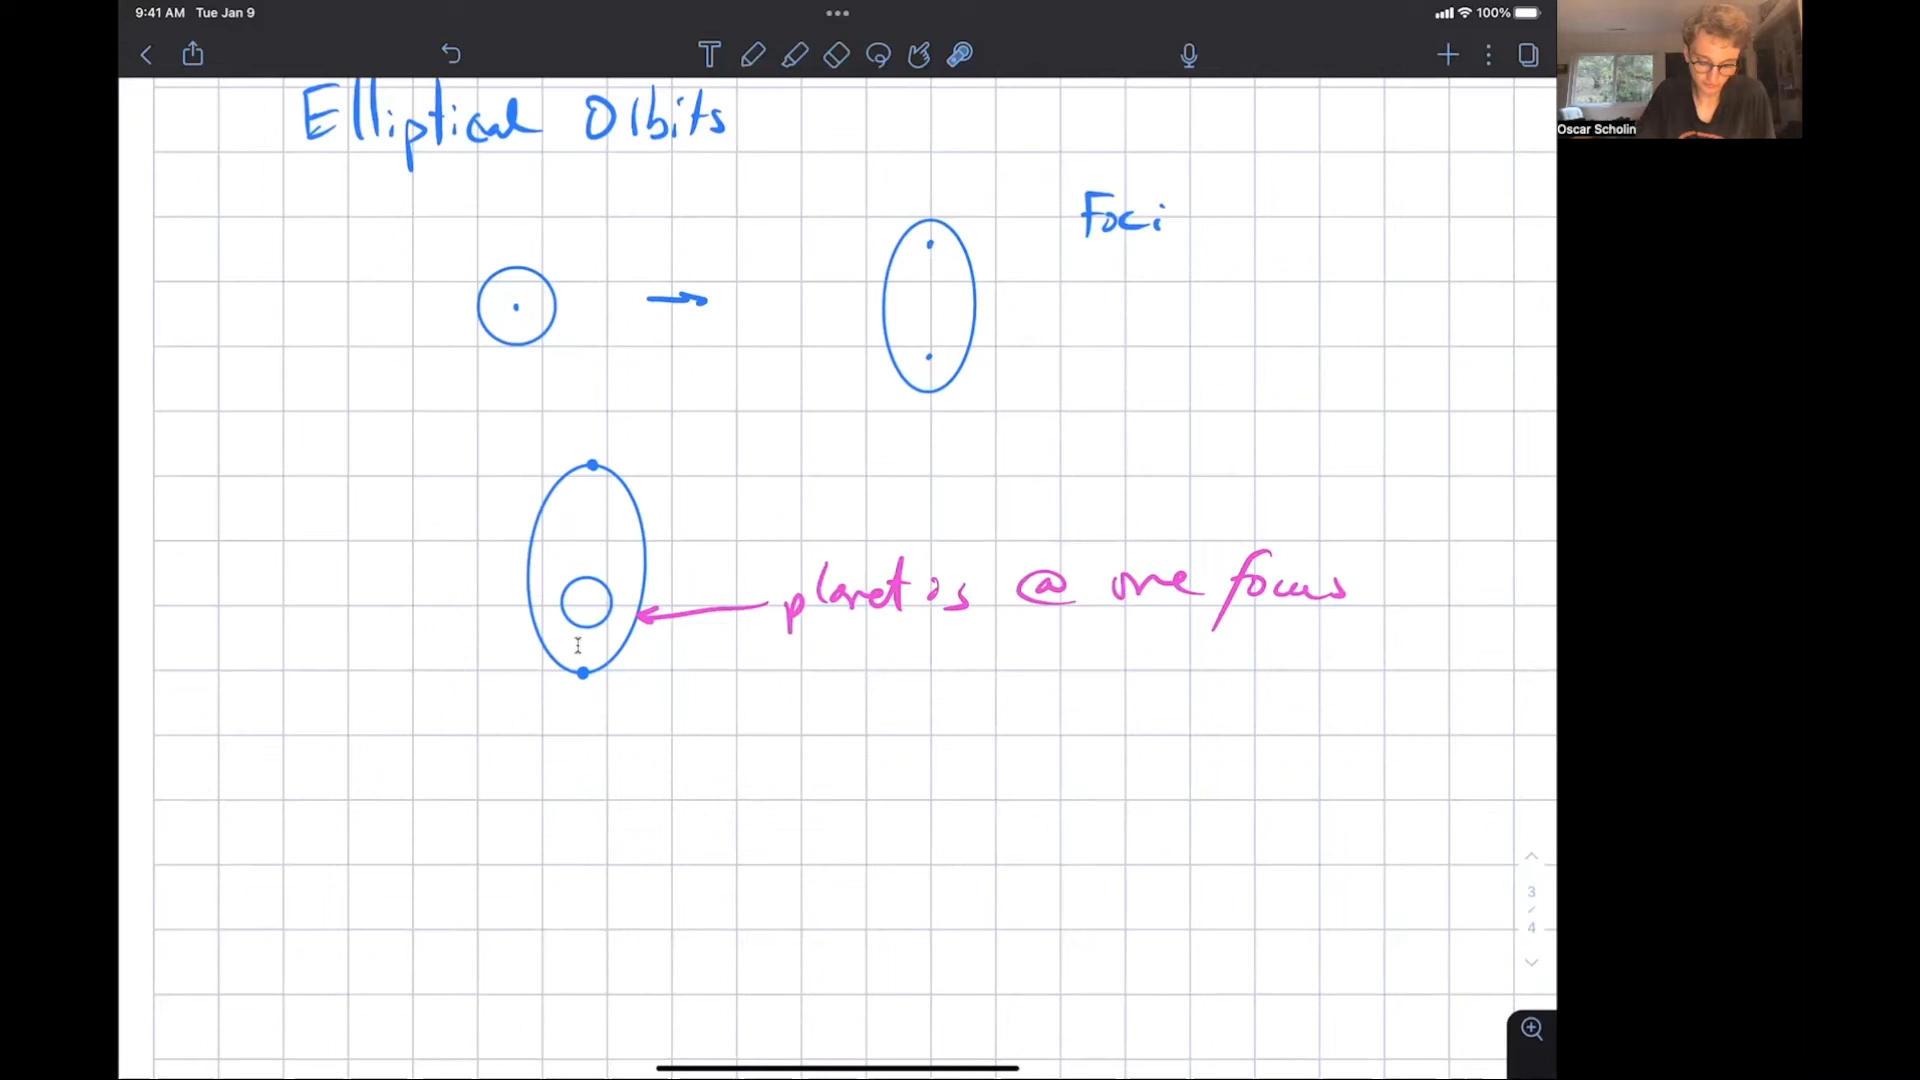 9:41 AM Tue Jan 9
100%
Oscar Scholin
Elliptical Orbits
Foci
planet is @ one focus
3
4